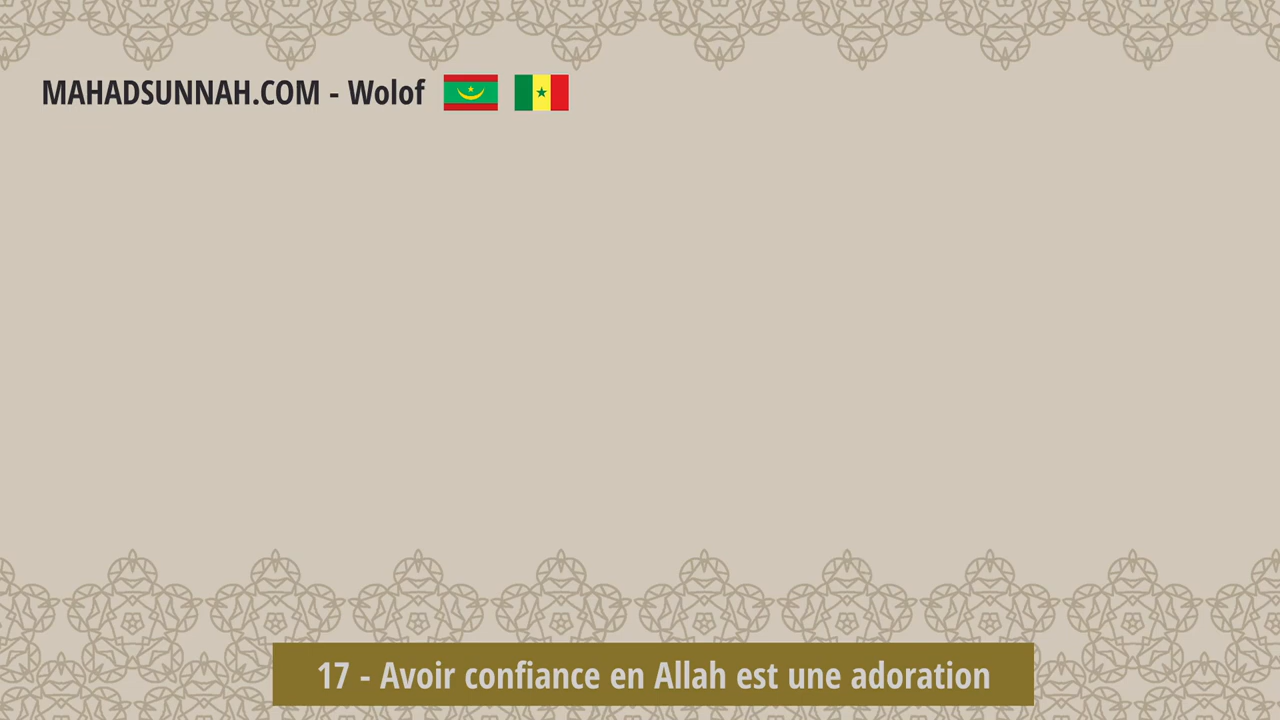 MAHADSUNNAH.COM - Wolof
17 - Avoir confiance en Allah est une adoration